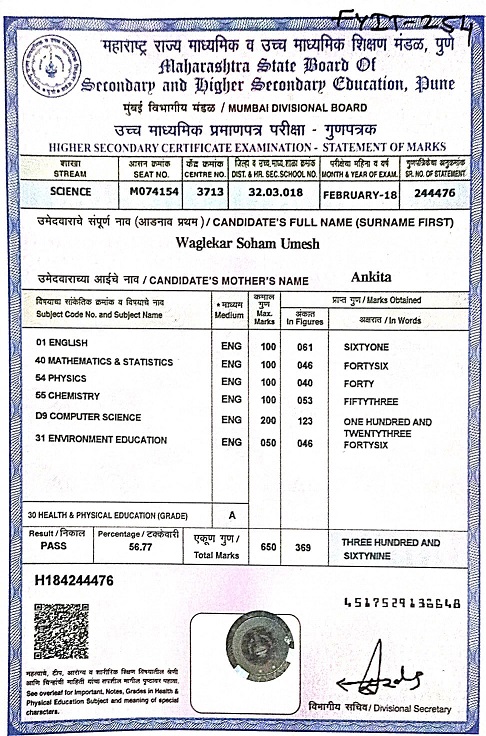 FYIT-254
महाराष्ट्र राज्य माध्यमिक व उच्च माध्यमिक शिक्षण मंडळ, पुणे
Maharashtra State Board Of
Secondary and Higher Secondary Education, Pune
मुंबई विभागीय मंडळ / MUMBAI DIVISIONAL BOARD
उच्च माध्यमिक प्रमाणपत्र परीक्षा - गुणपत्रक
HIGHER SECONDARY CERTIFICATE EXAMINATION - STATEMENT OF MARKS
शाखा आसन क्रमांक केंद्र क्रमांक जिल्हा व उच्च.माध्य.शाळा क्रमांक परीक्षेचा महिना व वर्ष गुणपत्रिकेचा अनुक्रमांक
STREAM SEAT NO. CENTRE NO. DIST. & HR. SEC.SCHOOL NO. MONTH & YEAR OF EXAM. SR. NO. OF STATEMENT
SCIENCE M074154 3713 32.03.018 FEBRUARY-18 244476
उमेदवाराचे संपूर्ण नाव (आडनाव प्रथम) / CANDIDATE'S FULL NAME (SURNAME FIRST)
Waglekar Soham Umesh
उमेदवाराच्या आईचे नाव / CANDIDATE'S MOTHER'S NAME Ankita
विषयाचा सांकेतिक क्रमांक व विषयाचे नाव * माध्यम कमाल गुण प्राप्त गुण / Marks Obtained
Subject Code No. and Subject Name Medium Max. Marks अंकात In Figures अक्षरात / In Words
01 ENGLISH ENG 100 061 SIXTYONE
40 MATHEMATICS & STATISTICS ENG 100 046 FORTYSIX
54 PHYSICS ENG 100 040 FORTY
55 CHEMISTRY ENG 100 053 FIFTYTHREE
D9 COMPUTER SCIENCE ENG 200 123 ONE HUNDRED AND
TWENTYTHREE
31 ENVIRONMENT EDUCATION ENG 050 046 FORTYSIX
30 HEALTH & PHYSICAL EDUCATION (GRADE) A
Result / निकाल Percentage / टक्केवारी एकूण गुण / Total Marks 650 369 THREE HUNDRED AND
PASS 56.77 SIXTYNINE
H184244476
महत्वाचे, टीप, आरोग्य व शारीरिक शिक्षण विषयातील श्रेणी
आणि चिन्हांची माहिती यांचा तपशील मागील पृष्ठावर पहावा.
See overleaf for Important, Notes, Grades in Health &
Physical Education Subject and meaning of special
characters.
विभागीय सचिव / Divisional Secretary